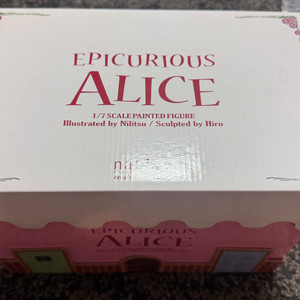 EPICURIOUS
ALICE
1/7 SCALE PAINTED FIGURE
Illustrated by Nilitsu / Sculpted by Hiro
EPICURIOUS
ALICE